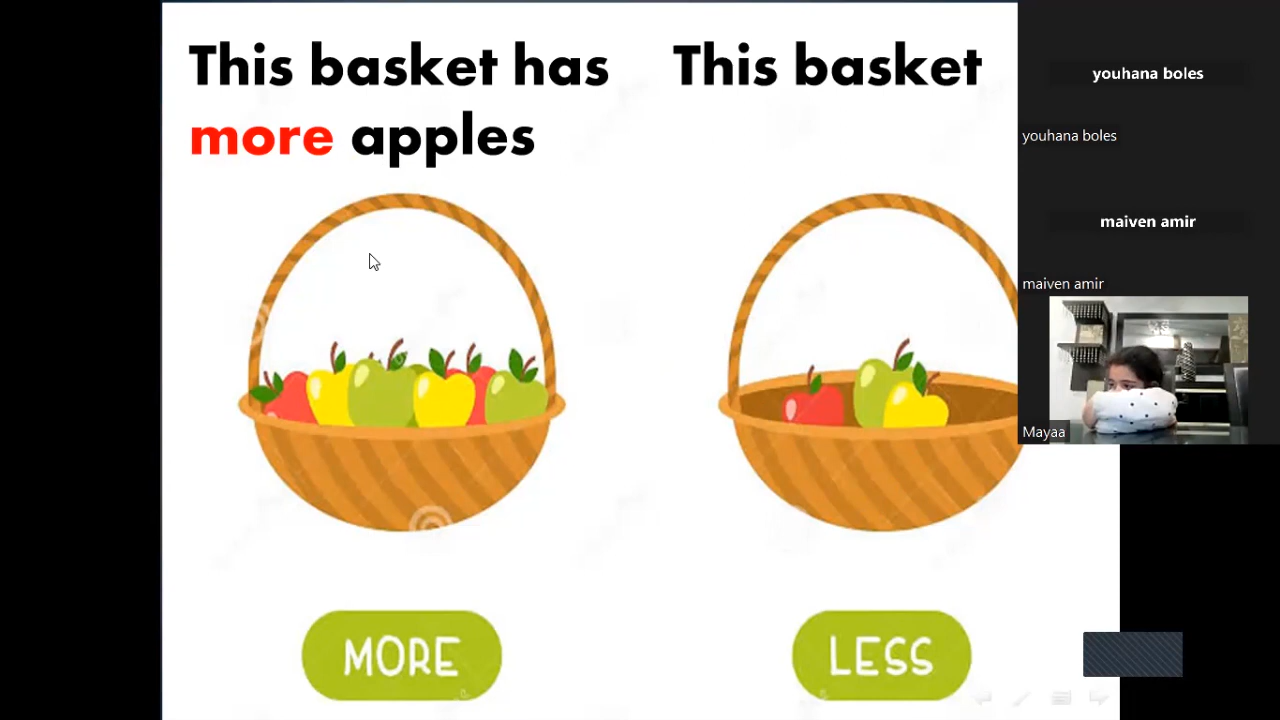 This basket has
more apples
This basket
MORE
LESS
youhana boles
youhana boles
maiven amir
maiven amir
Mayaa